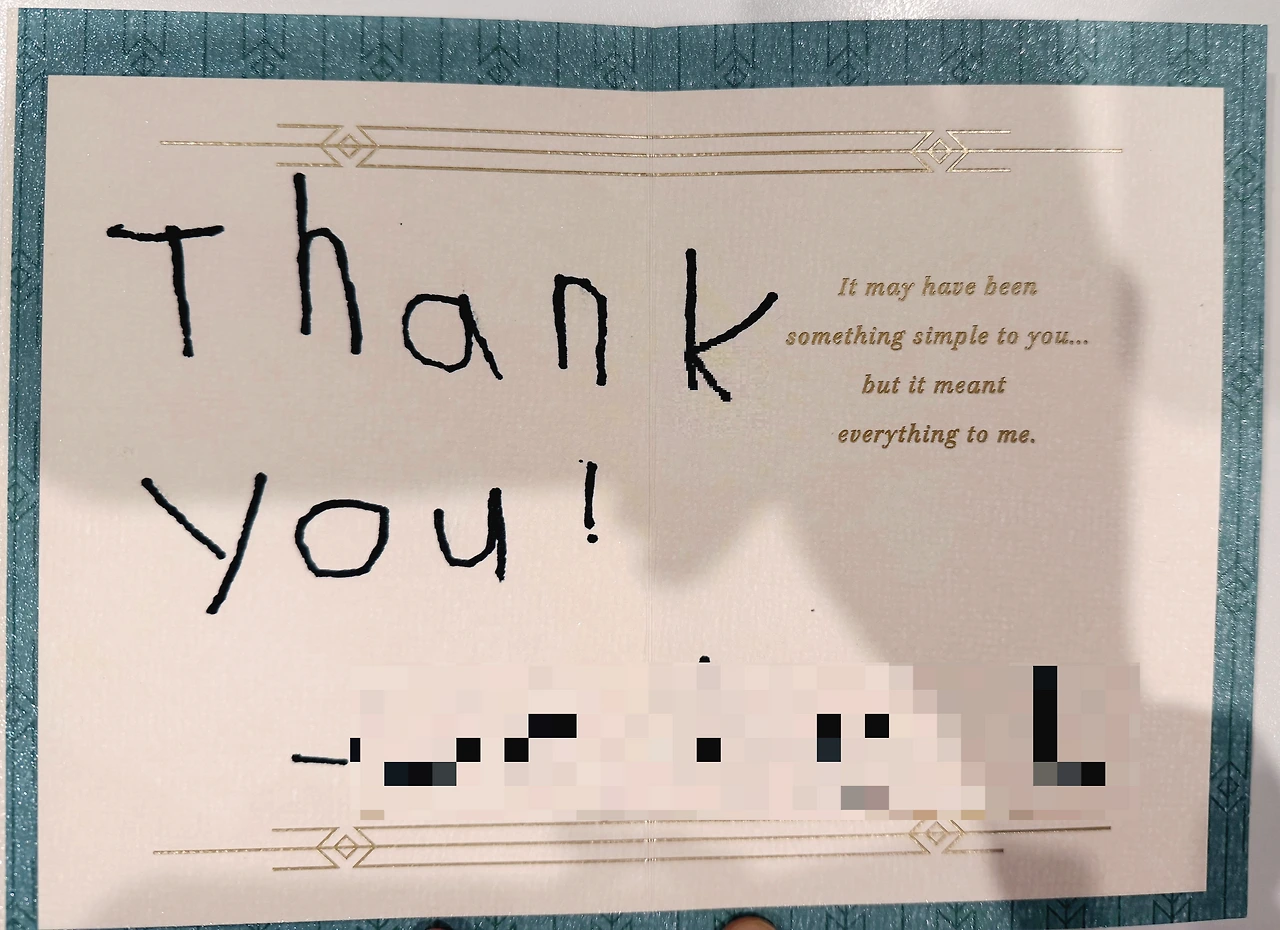 Thank
you!
It may have been
something simple to you...
but it meant
everything to me.